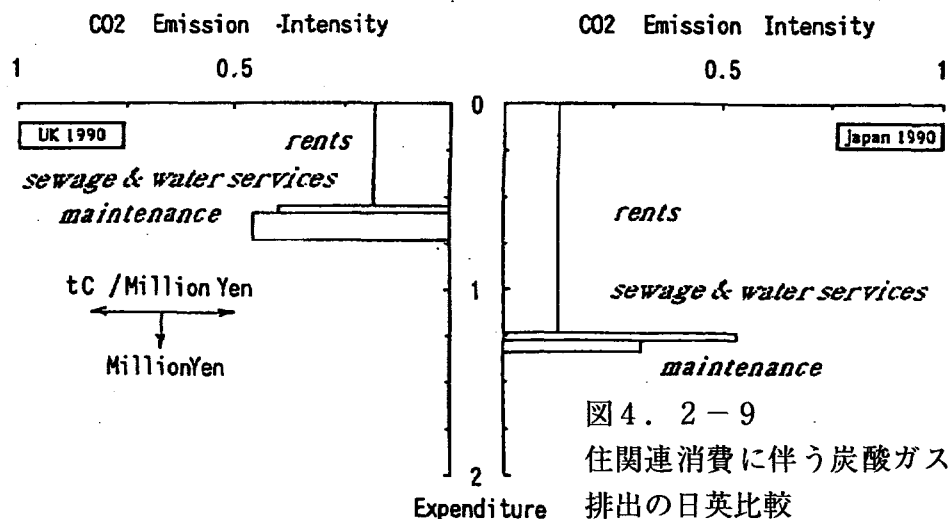 CO2 Emission Intensity
CO2 Emission Intensity
1 0.5 0.5 1
0
UK 1990
Japan 1990
rents
sewage & water services
maintenance
rents
tC /Million Yen
1
sewage & water services
MillionYen
maintenance
図4. 2-9
住関連消費に伴う炭酸ガス
2
Expenditure
排出の日英比較